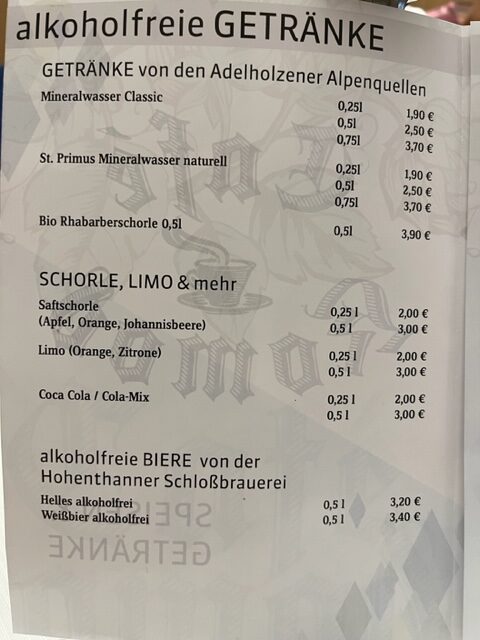 alkoholfreie GETRÄNKE
GETRÄNKE von den Adelholzener Alpenquellen
Mineralwasser Classic
0,25l 1,90 €
0,5l 2,50 €
0,75l 3,70 €
St. Primus Mineralwasser naturell
0,25l 1,90 €
0,5l 2,50 €
0,75l 3,70 €
Bio Rhabarberschorle 0,5l 0,5l 3,90 €
SCHORLE, LIMO & mehr
Saftschorle 0,25 l 2,00 €
(Apfel, Orange, Johannisbeere) 0,5 l 3,00 €
Limo (Orange, Zitrone) 0,25 l 2,00 €
0,5 l 3,00 €
Coca Cola / Cola-Mix 0,25 l 2,00 €
0,5 l 3,00 €
alkoholfreie BIERE von der
Hohenthanner Schloßbrauerei
Helles alkoholfrei 0,5 l 3,20 €
Weißbier alkoholfrei 0,5 l 3,40 €
SPEISEN
GETRÄNKE